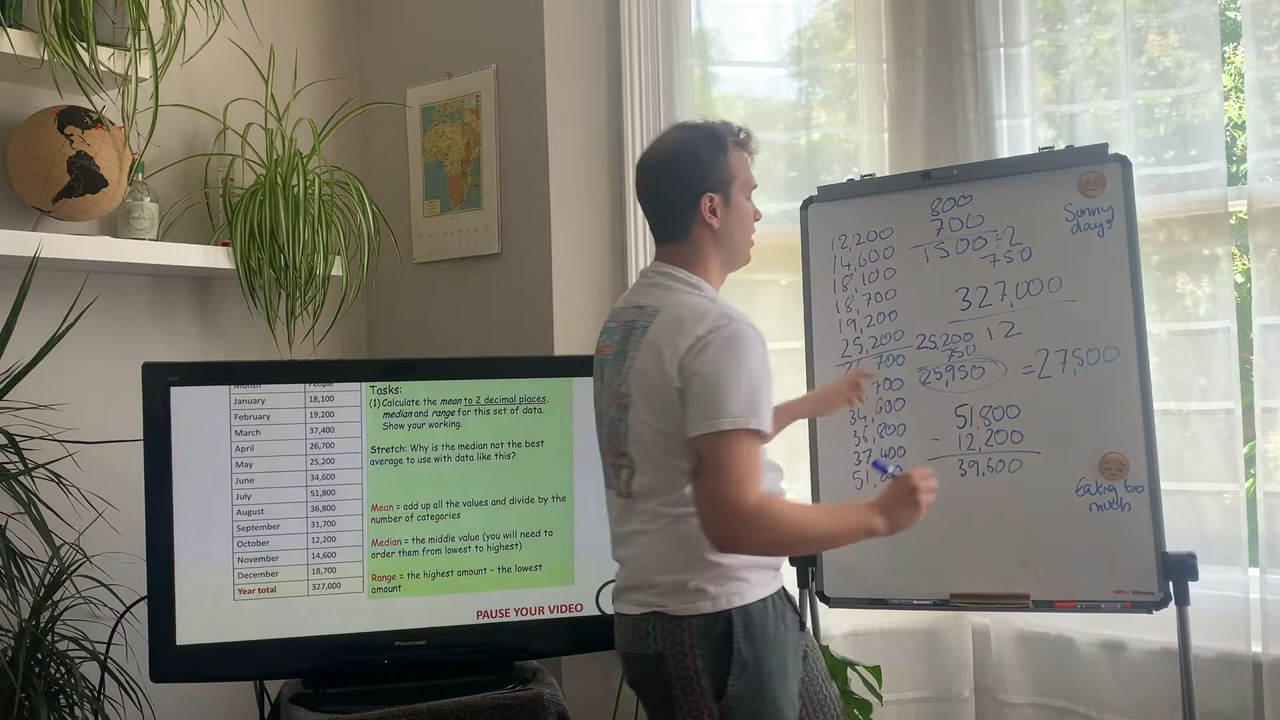 Month People
January 18,100
February 19,200
March 37,400
April 26,700
May 25,200
June 34,600
July 51,800
August 36,800
September 31,700
October 12,200
November 14,600
December 18,700
Year total 327,000
Tasks:
(1) Calculate the mean to 2 decimal places,
median and range for this set of data.
Show your working.
Stretch: Why is the median not the best
average to use with data like this?
Mean = add up all the values and divide by the
number of categories
Median = the middle value (you will need to
order them from lowest to highest)
Range = the highest amount – the lowest
amount
PAUSE YOUR VIDEO
Panasonic
12,200
14,600
18,100
18,700
19,200
25,200
700
700
34,600
36,800
37,400
800
700
1500 ÷2
750
327,000
12
=27,500
25,200
750
25,950
51,800
- 12,200
39,600
Sunny
days
Eating too
much